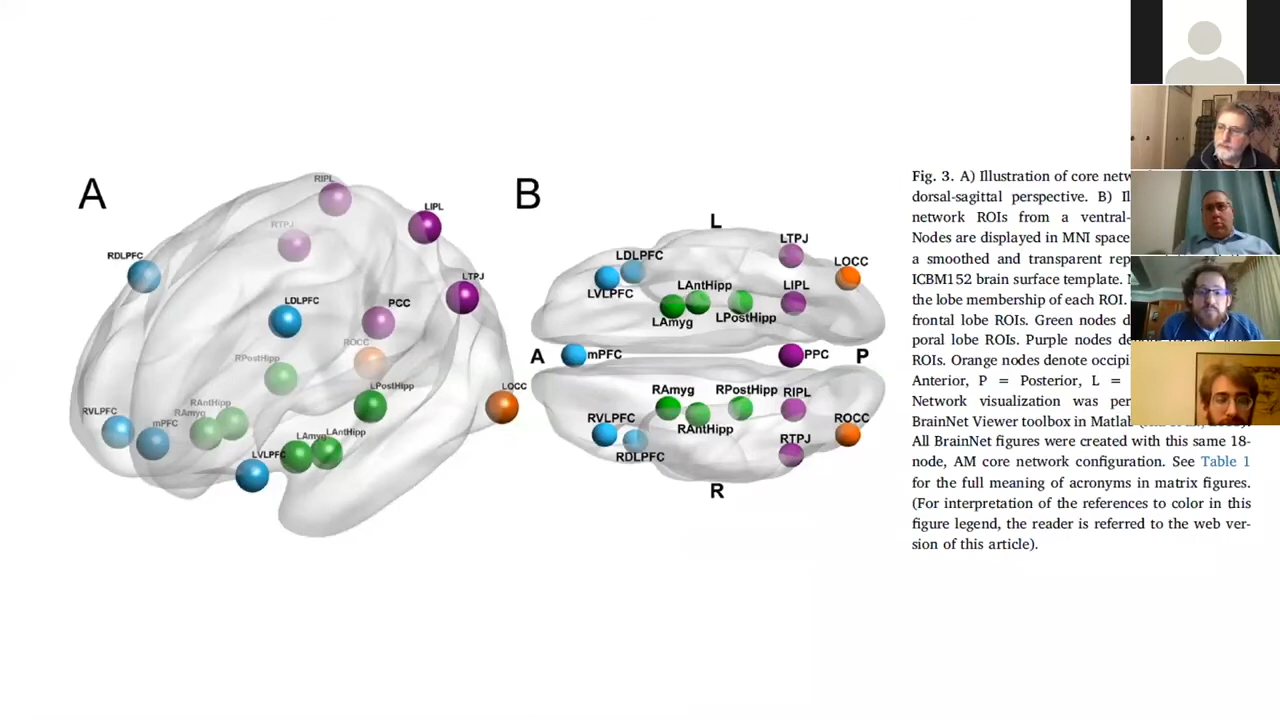 A
RIPL
LIPL
RTPJ
RDLPFC
LTPJ
LDLPFC
PCC
ROCC
RPostHipp
LPostHipp
LOCC
RAntHipp
RVLPFC
RAmyg
mPFC
LAmyg
LAntHipp
LVLPFC
B
L
LTPJ
LDLPFC
LOCC
LAntHipp
LIPL
LVLPFC
LAmyg
LPostHipp
A
mPFC
PPC
P
RAmyg
RPostHipp
RIPL
RVLPFC
ROCC
RAntHipp
RDLPFC
RTPJ
R
Fig. 3. A) Illustration of core netw
dorsal-sagittal perspective. B) Il
network ROIs from a ventral-
Nodes are displayed in MNI space
a smoothed and transparent rep
ICBM152 brain surface template. N
the lobe membership of each ROI.
frontal lobe ROIs. Green nodes d
poral lobe ROIs. Purple nodes de
ROIs. Orange nodes denote occipi
Anterior, P = Posterior, L =
Network visualization was per
BrainNet Viewer toolbox in Matlab
All BrainNet figures were created with this same 18-
node, AM core network configuration. See Table 1
for the full meaning of acronyms in matrix figures.
(For interpretation of the references to color in this
figure legend, the reader is referred to the web ver-
sion of this article).